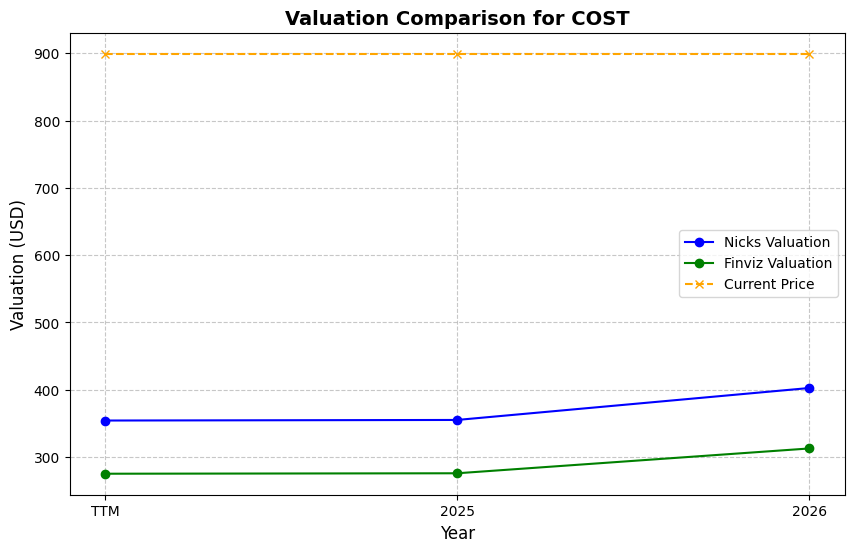 Valuation Comparison for COST
Valuation (USD)
900
800
700
600
500
400
300
Nicks Valuation
Finviz Valuation
Current Price
TTM
2025
2026
Year